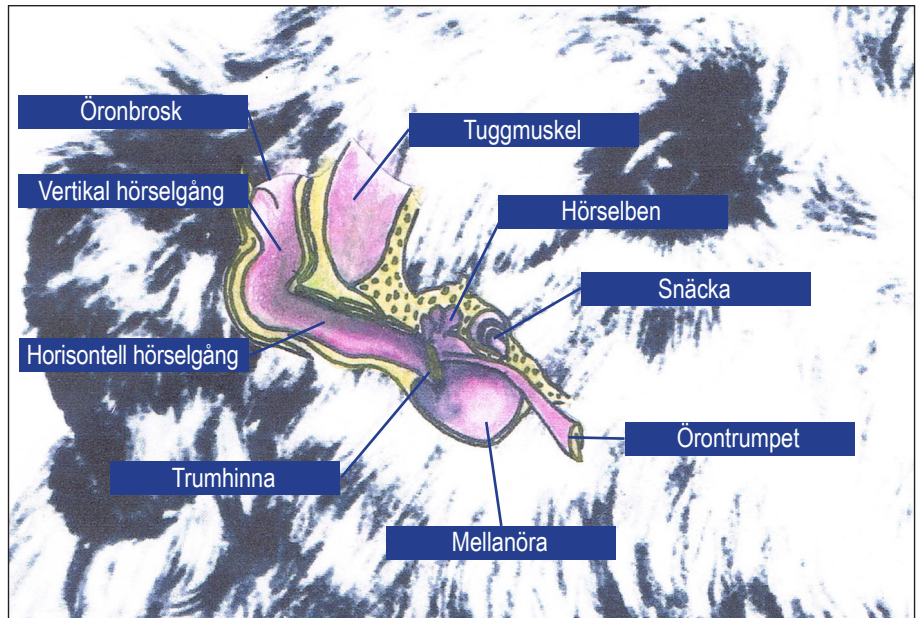 Öronbrosk
Tuggmuskel
Vertikal hörselgång
Hörselben
Snäcka
Horisontell hörselgång
Örontrumpet
Trumhinna
Mellanöra